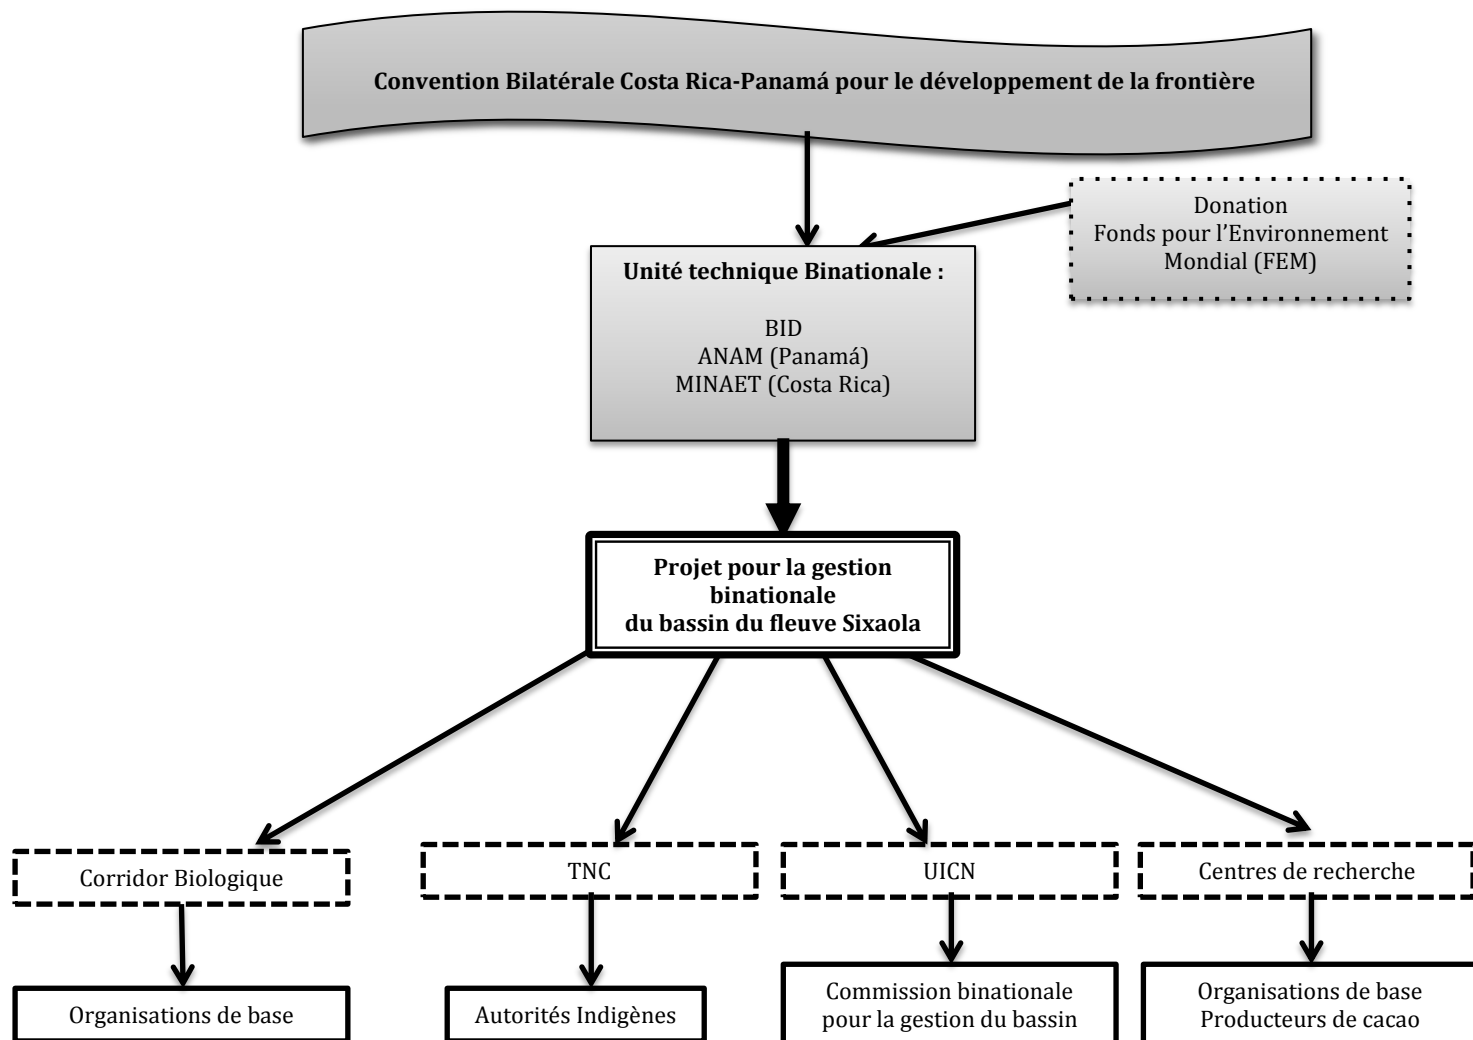 Convention Bilatérale Costa Rica-Panamá pour le développement de la frontière
Donation
Fonds pour l’Environnement
Mondial (FEM)
Unité technique Binationale :
BID
ANAM (Panamá)
MINAET (Costa Rica)
Projet pour la gestion
binationale
du bassin du fleuve Sixaola
Corridor Biologique
TNC
UICN
Centres de recherche
Organisations de base
Autorités Indigènes
Commission binationale
pour la gestion du bassin
Organisations de base
Producteurs de cacao